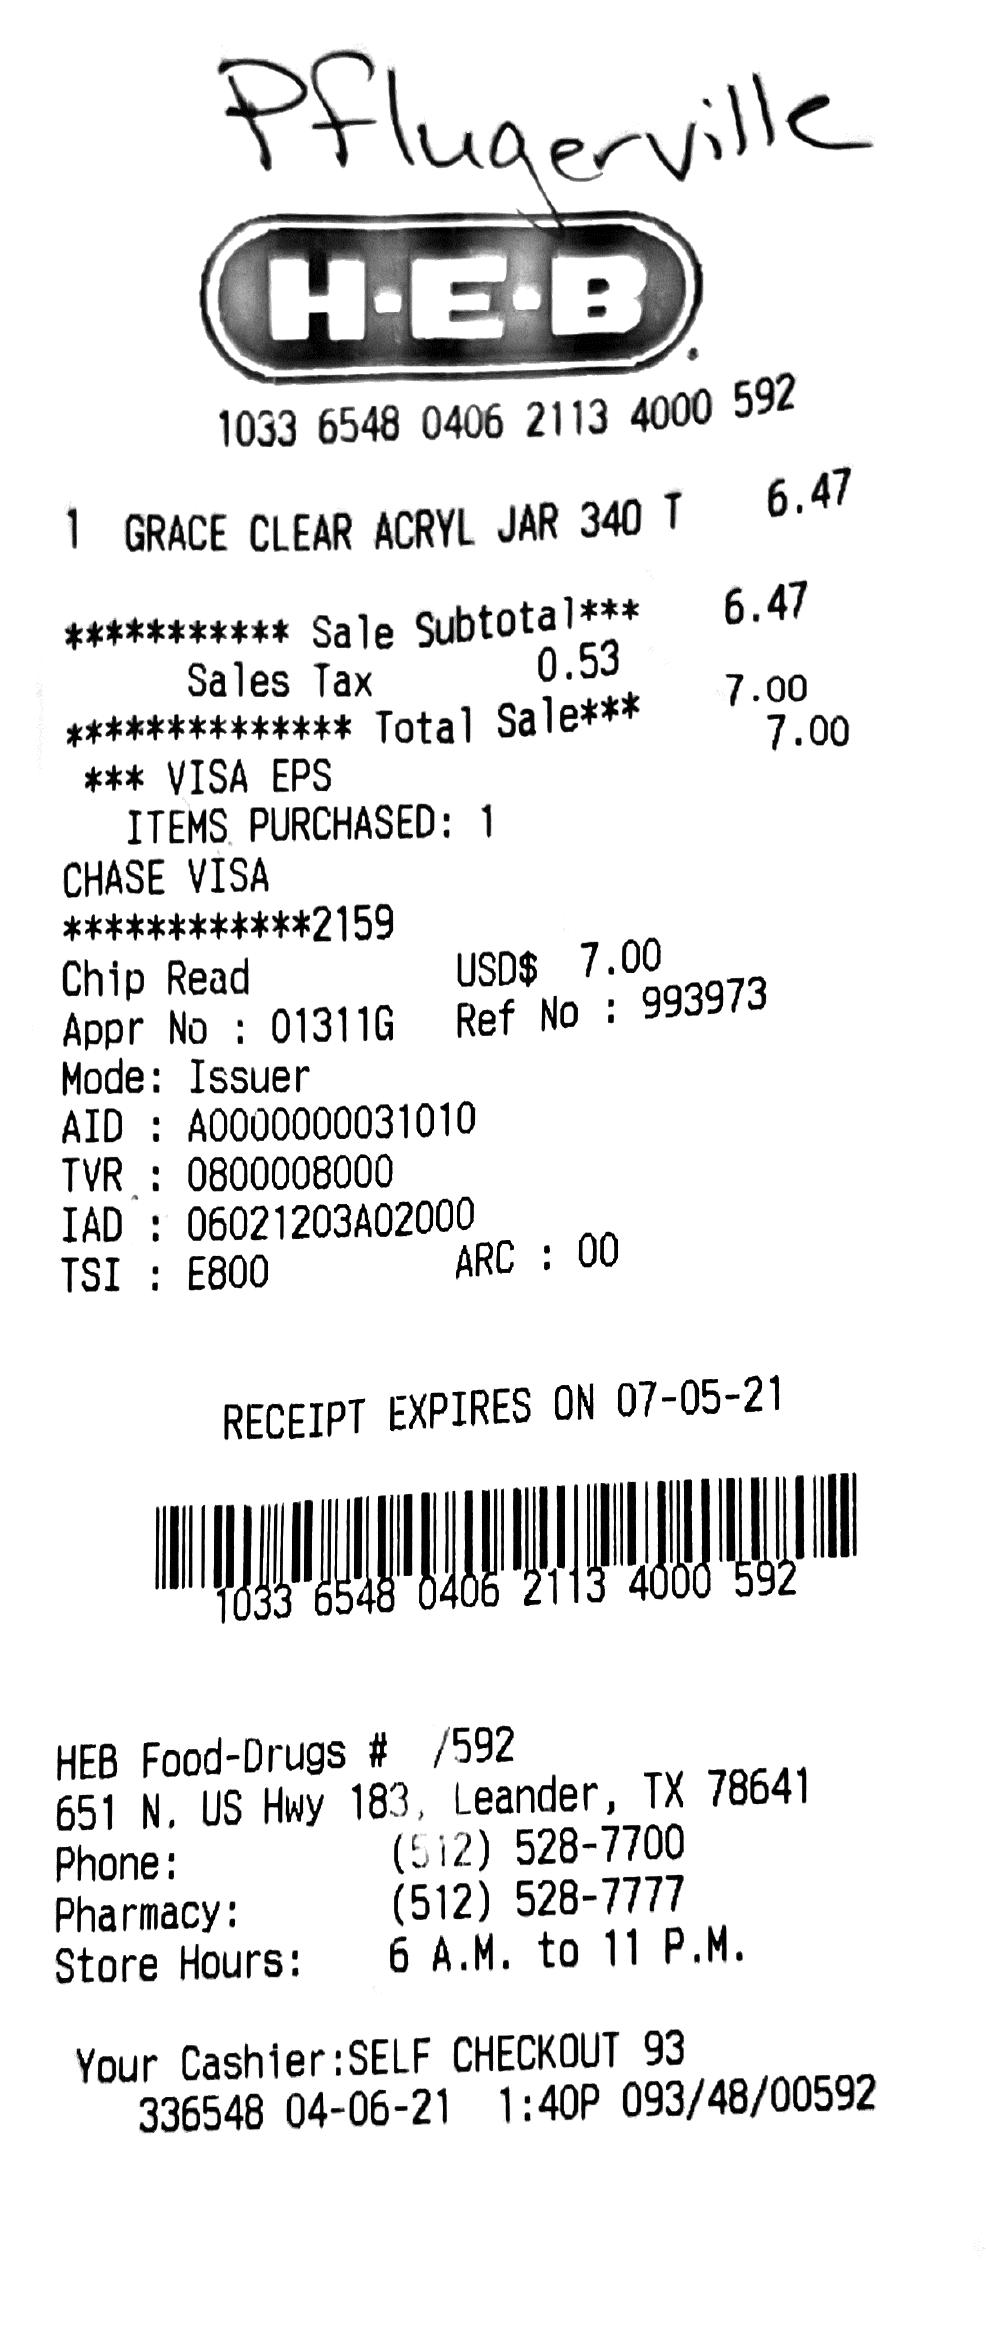 Pflugerville
H-E-B
1033 6548 0406 2113 4000 592
1 GRACE CLEAR ACRYL JAR 340 T 6.47
*********** Sale Subtotal*** 6.47
Sales Tax 0.53
************** Total Sale*** 7.00
*** VISA EPS 7.00
ITEMS PURCHASED: 1
CHASE VISA
************2159
Chip Read USD$ 7.00
Appr No : 01311G Ref No : 993973
Mode: Issuer
AID : A0000000031010
TVR : 0800008000
IAD : 06021203A02000
TSI : E800 ARC : 00
RECEIPT EXPIRES ON 07-05-21
1033 6548 0406 2113 4000 592
HEB Food-Drugs # /592
651 N. US Hwy 183, Leander, TX 78641
Phone: (512) 528-7700
Pharmacy: (512) 528-7777
Store Hours: 6 A.M. to 11 P.M.
Your Cashier:SELF CHECKOUT 93
336548 04-06-21 1:40P 093/48/00592